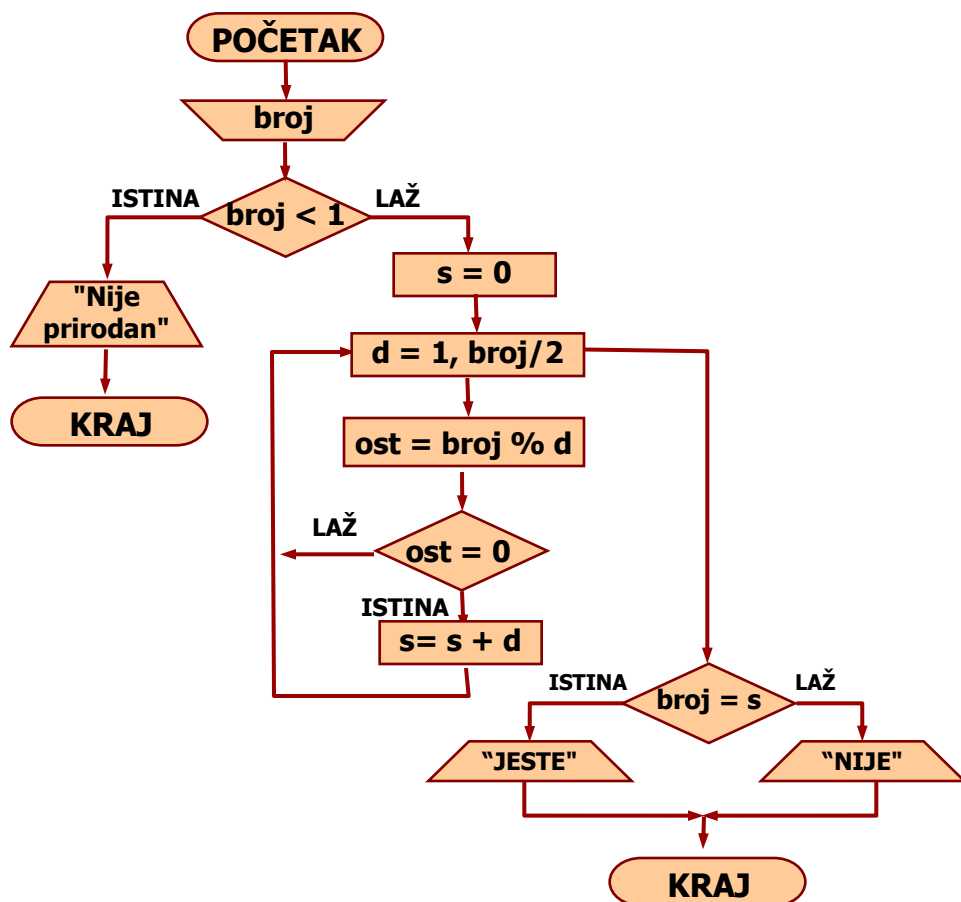 POČETAK
broj
ISTINA
LAŽ
broj < 1
s = 0
"Nije
prirodan"
d = 1, broj/2
KRAJ
ost = broj % d
LAŽ
ost = 0
ISTINA
s= s + d
ISTINA
LAŽ
broj = s
“JESTE"
“NIJE"
KRAJ